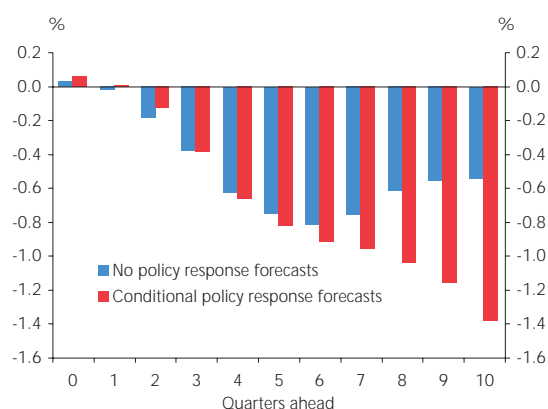 % %
0.2 0.2
0.0 0.0
-0.2 -0.2
-0.4 -0.4
-0.6 -0.6
-0.8 -0.8
-1.0 -1.0
No policy response forecasts
-1.2 -1.2
Conditional policy response forecasts
-1.4 -1.4
-1.6 -1.6
0 1 2 3 4 5 6 7 8 9 10
Quarters ahead